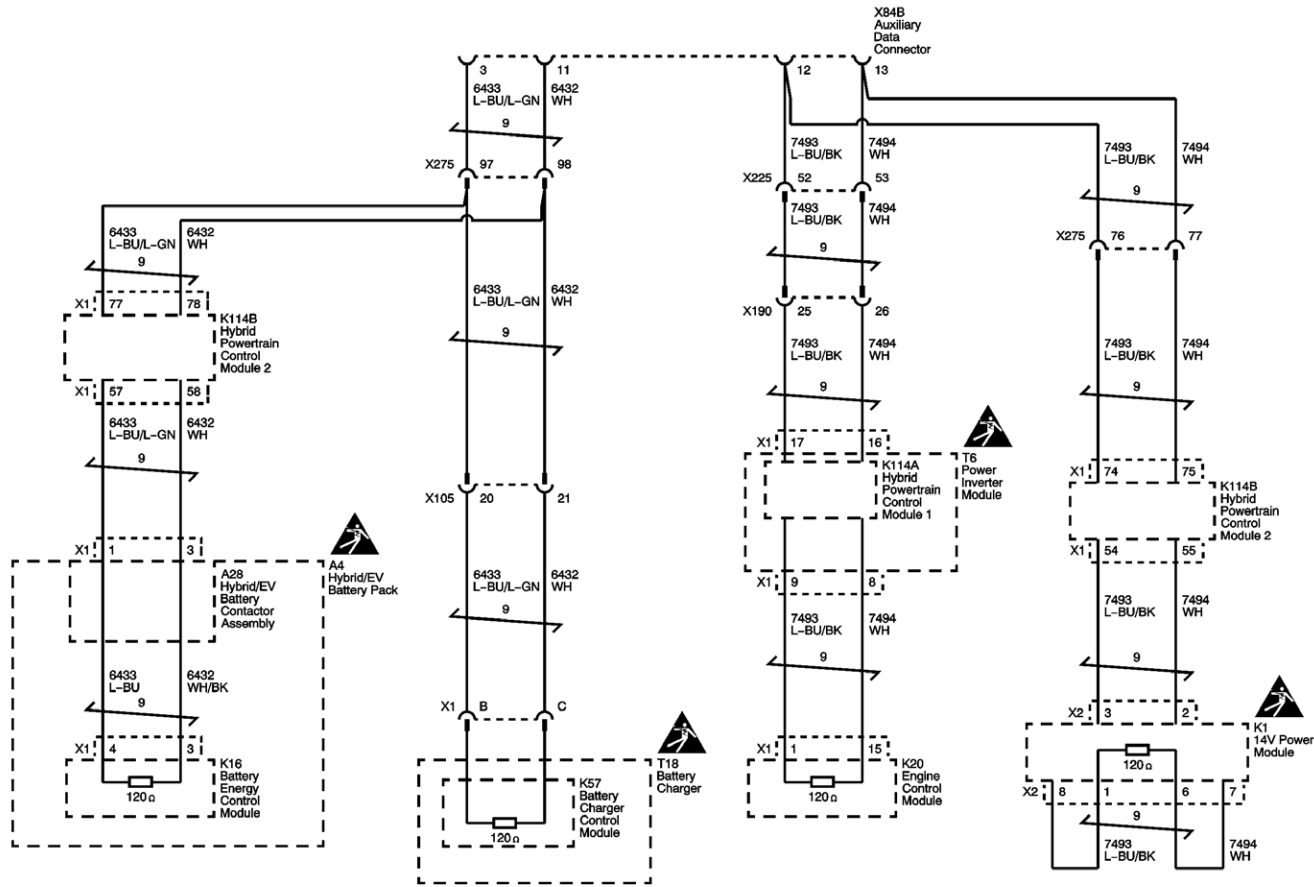 X84B
Auxiliary
Data
Connector
3
11
12
13
6433
L-BU/L-GN
6432
WH
9
X275
97
98
7493
L-BU/BK
7494
WH
X225
52
53
7493
L-BU/BK
7494
WH
9
X275
76
77
6433
L-BU/L-GN
6432
WH
9
X1
77
78
K114B
Hybrid
Powertrain
Control
Module 2
X1
57
58
6433
L-BU/L-GN
6432
WH
9
6433
L-BU/L-GN
6432
WH
9
7493
L-BU/BK
7494
WH
9
X190
25
26
7493
L-BU/BK
7494
WH
9
7493
L-BU/BK
7494
WH
9
X1
17
16
T6
Power
Inverter
Module
K114A
Hybrid
Powertrain
Control
Module 1
X1
9
8
X1
74
75
K114B
Hybrid
Powertrain
Control
Module 2
X1
54
55
X105
20
21
X1
1
3
A4
Hybrid/EV
Battery Pack
A28
Hybrid/EV
Battery
Contactor
Assembly
6433
L-BU/L-GN
6432
WH
9
7493
L-BU/BK
7494
WH
9
7493
L-BU/BK
7494
WH
9
6433
L-BU
6432
WH/BK
9
X1
4
3
K16
Battery
Energy
Control
Module
120Ω
X1
B
C
T18
Battery
Charger
K57
Battery
Charger
Control
Module
120Ω
X1
1
15
K20
Engine
Control
Module
120Ω
X2
3
2
K1
14V Power
Module
120Ω
X2
8
1
6
7
9
7493
L-BU/BK
7494
WH